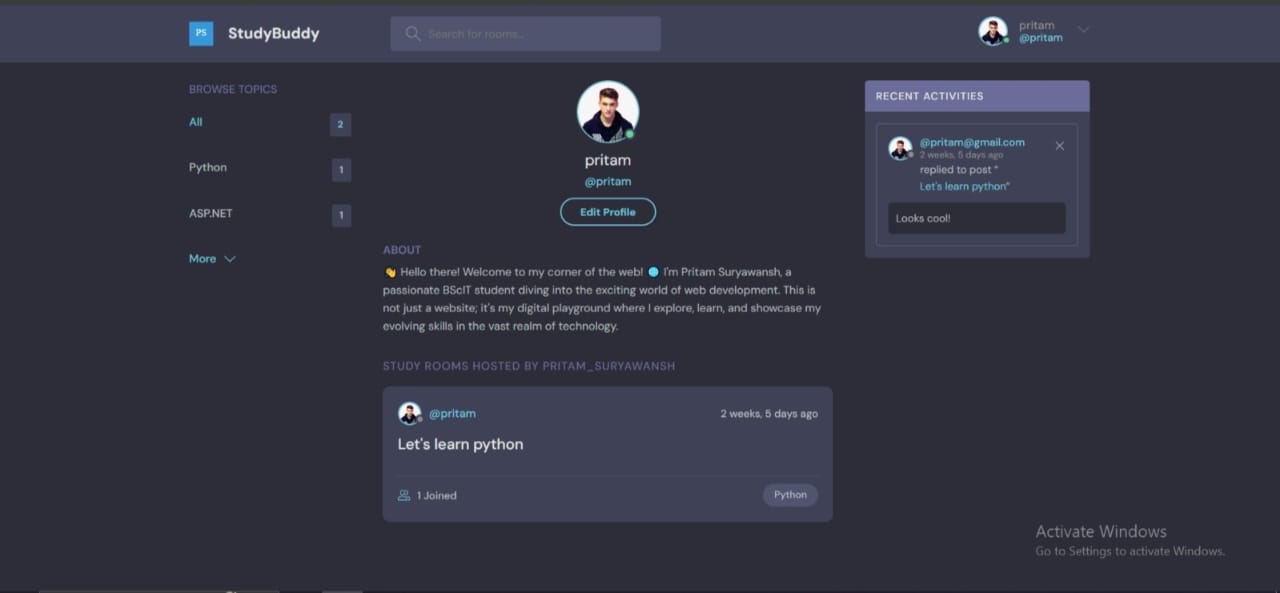 PS StudyBuddy
Search for rooms..
pritam
@pritam
BROWSE TOPICS
All 2
Python 1
ASP.NET 1
More
pritam
@pritam
Edit Profile
ABOUT
👋 Hello there! Welcome to my corner of the web! 🌐 I'm Pritam Suryawansh, a
passionate BScIT student diving into the exciting world of web development. This is
not just a website; it's my digital playground where I explore, learn, and showcase my
evolving skills in the vast realm of technology.
STUDY ROOMS HOSTED BY PRITAM_SURYAWANSH
@pritam 2 weeks, 5 days ago
Let's learn python
1 Joined Python
RECENT ACTIVITIES
@pritam@gmail.com
2 weeks, 5 days ago
replied to post “
Let's learn python”
Looks cool!
Activate Windows
Go to Settings to activate Windows.